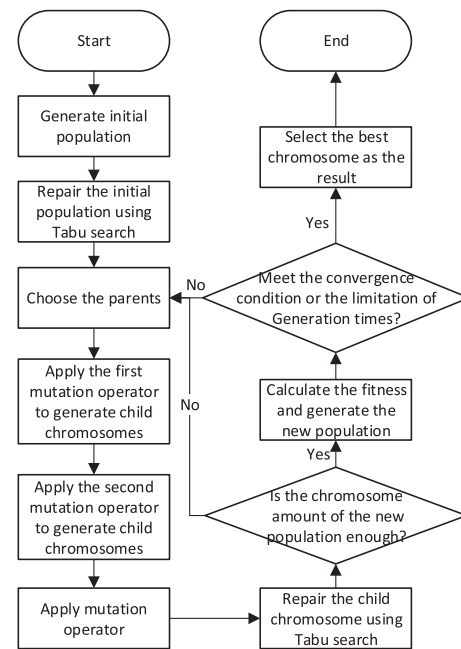 Start
Generate initial
population
Repair the initial
population using
Tabu search
Choose the parents
Apply the first
mutation operator
to generate child
chromosomes
Apply the second
mutation operator
to generate child
chromosomes
Apply mutation
operator
Repair the child
chromosome using
Tabu search
Is the chromosome
amount of the new
population enough?
No
Yes
Calculate the fitness
and generate the
new population
Meet the convergence
condition or the limitation of
Generation times?
No
Yes
Select the best
chromosome as the
result
End